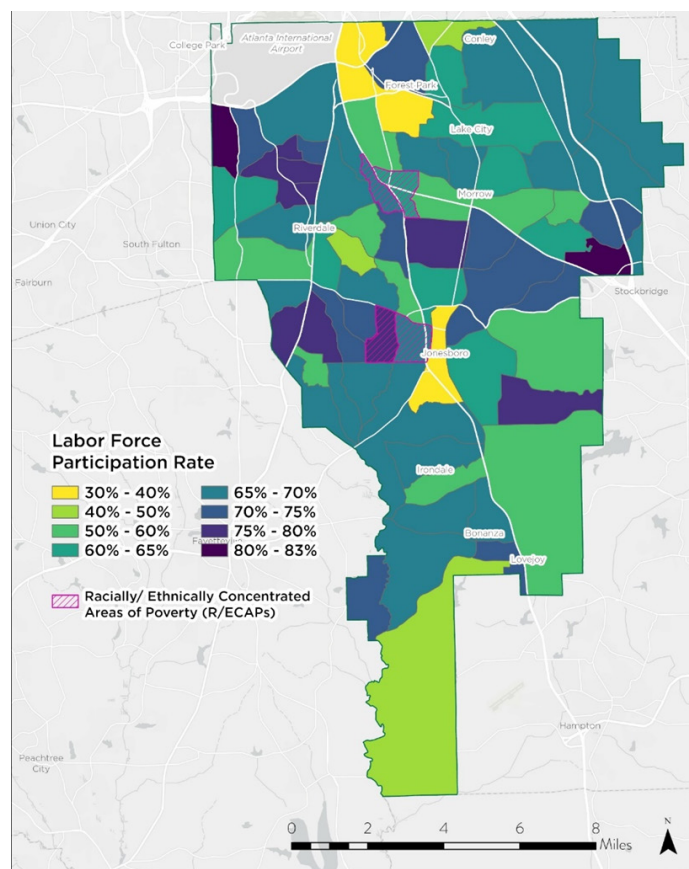 College Park
Atlanta International
Airport
Conley
Forest Park
Lake City
Morrow
Union City
Riverdale
South Fulton
Fairburn
Stockbridge
Jonesboro
Labor Force
Participation Rate
30% - 40%
40% - 50%
50% - 60%
60% - 65%
65% - 70%
70% - 75%
75% - 80%
80% - 83%
Irondale
Bonanza
Lovejoy
Racially/ Ethnically Concentrated
Areas of Poverty (R/ECAPs)
Hampton
Peachtree
City
0 2 4 6 8
Miles
N